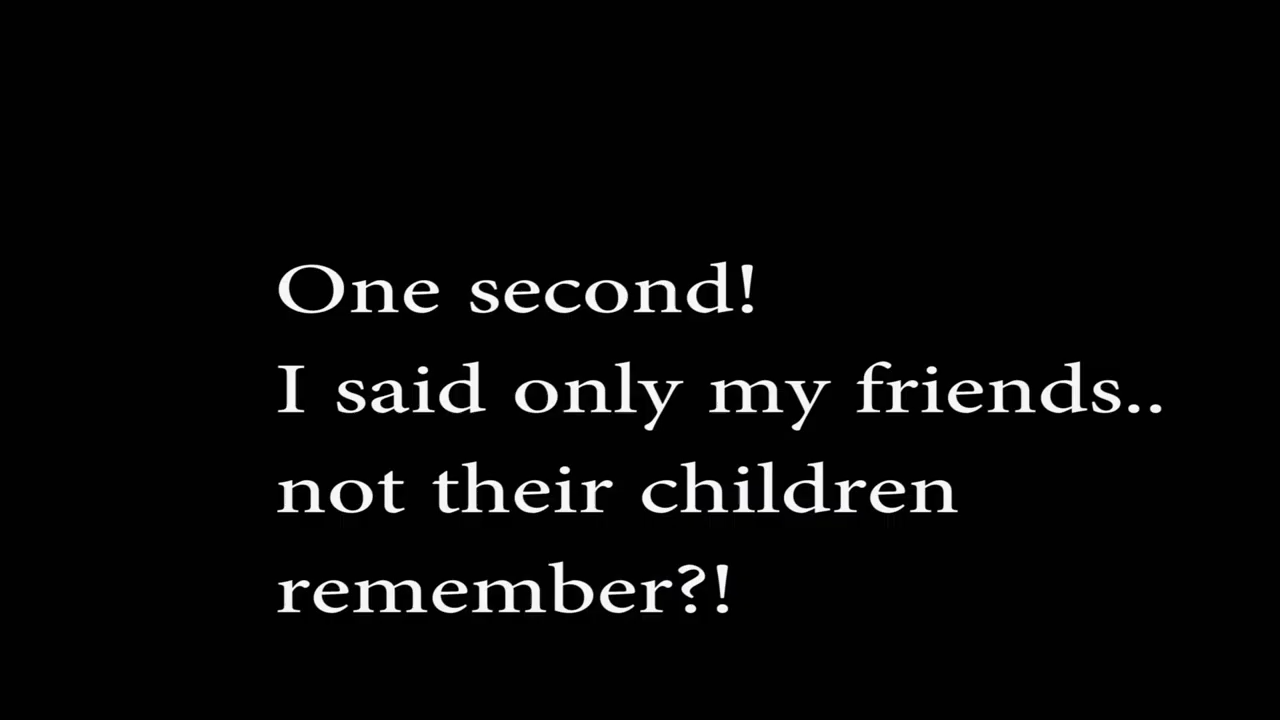 One second!
I said only my friends..
not their children
remember?!